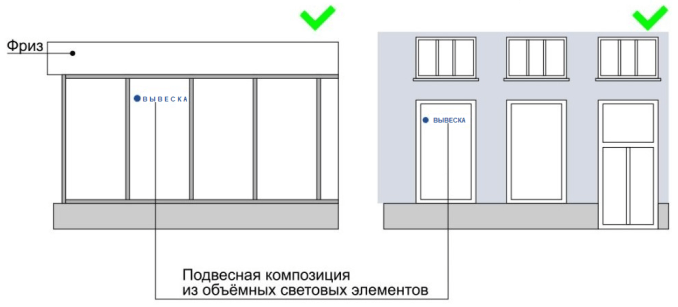 Фриз
ВЫВЕСКА
ВЫВЕСКА
Подвесная композиция
из объёмных световых элементов